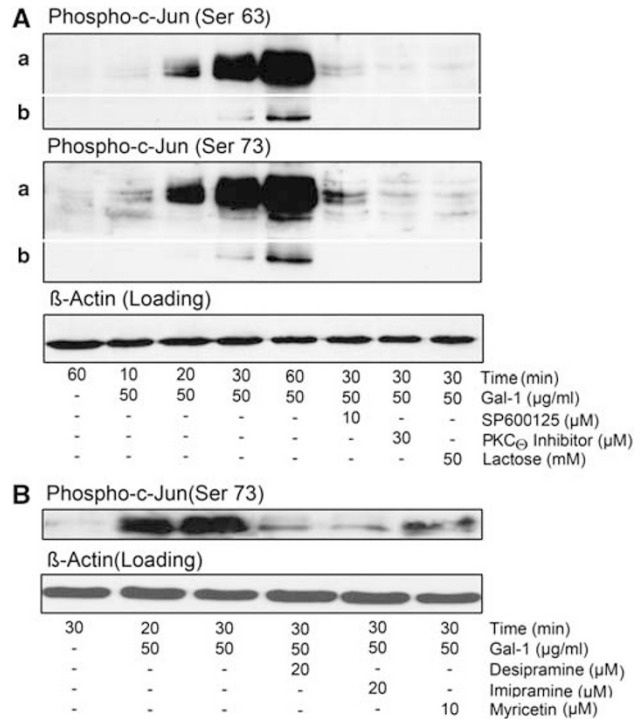 A Phospho-c-Jun (Ser 63)
a
b
Phospho-c-Jun (Ser 73)
a
b
ß-Actin (Loading)
60 10 20 30 60 30 30 30 Time (min)
- 50 50 50 50 50 50 50 Gal-1 (µg/ml)
- - - - - 10 - - SP600125 (µM)
- - - - - - 30 - PKCΘ Inhibitor (µM)
- - - - - - - 50 Lactose (mM)
B Phospho-c-Jun(Ser 73)
ß-Actin(Loading)
30 20 30 30 30 30 Time (min)
- 50 50 50 50 50 Gal-1 (µg/ml)
- - - 20 - - Desipramine (µM)
- - - - 20 - Imipramine (µM)
- - - - - 10 Myricetin (µM)